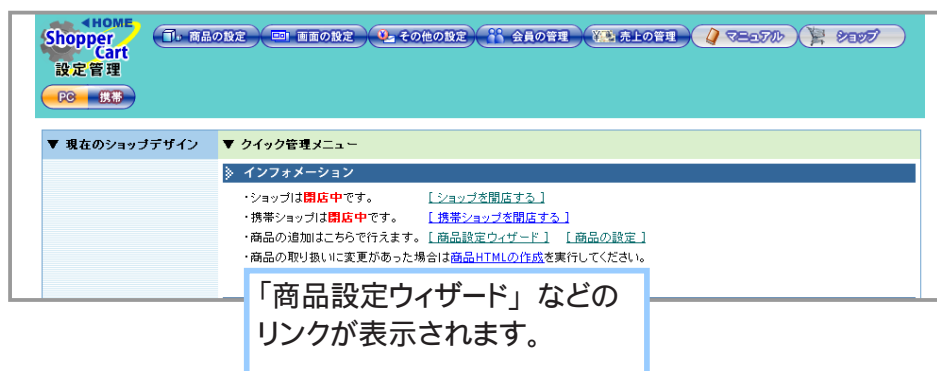 ◀HOME
Shopper
Cart
設定管理
商品の設定 画面の設定 その他の設定 会員の管理 売上の管理 マニュアル ショップ
PC 携帯
▼ 現在のショップデザイン
▼ クイック管理メニュー
インフォメーション
・ショップは閉店中です。 [ショップを開店する]
・携帯ショップは閉店中です。 [携帯ショップを開店する]
・商品の追加はこちらで行えます。[商品設定ウィザード] [商品の設定]
・商品の取り扱いに変更があった場合は商品HTMLの作成を実行してください。
「商品設定ウィザード」などの
リンクが表示されます。